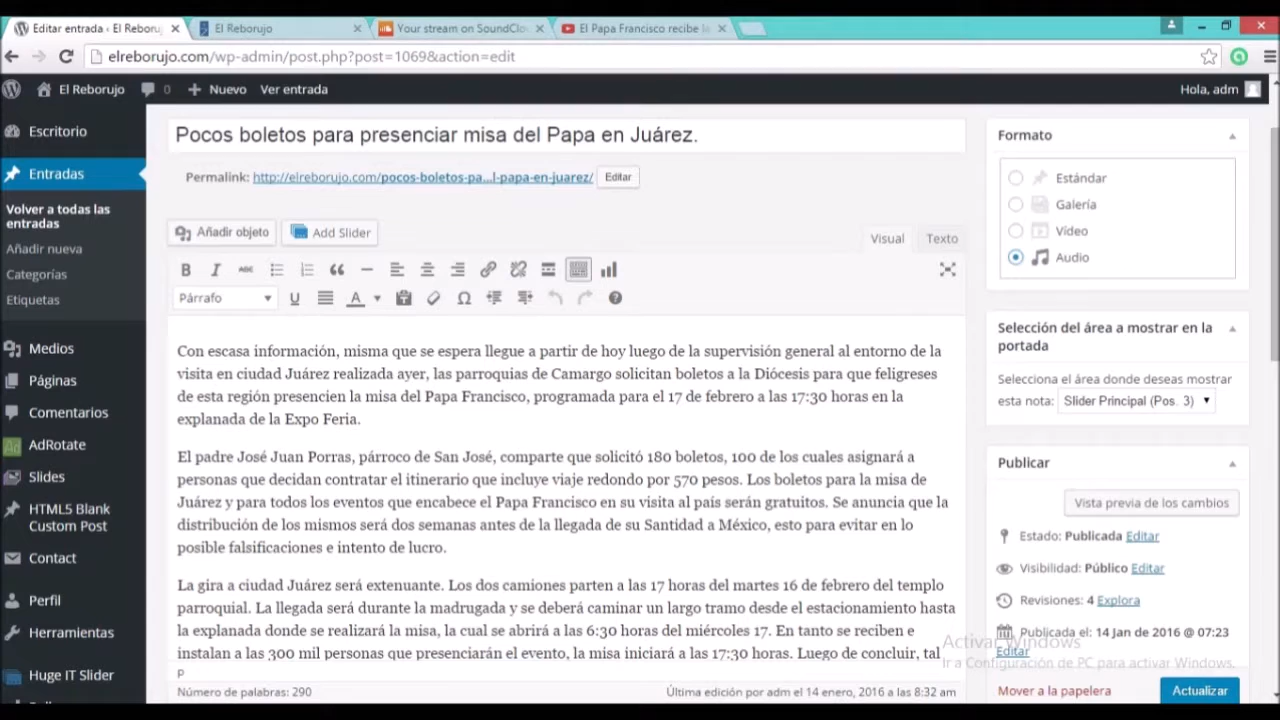 Editar entrada ‹ El Reboruj
El Reborujo
Your stream on SoundClo
El Papa Francisco recibe l
elreborujo.com/wp-admin/post.php?post=1069&action=edit
El Reborujo
0
Nuevo
Ver entrada
Hola, adm
Escritorio
Entradas
Volver a todas las
entradas
Añadir nueva
Categorías
Etiquetas
Medios
Páginas
Comentarios
AdRotate
Slides
HTML5 Blank
Custom Post
Contact
Perfil
Herramientas
Huge IT Slider
Pocos boletos para presenciar misa del Papa en Juárez.
Permalink: http://elreborujo.com/pocos-boletos-pa...l-papa-en-juarez/ Editar
Añadir objeto
Add Slider
Visual
Texto
B I ABC
Párrafo
U A Ω
Con escasa información, misma que se espera llegue a partir de hoy luego de la supervisión general al entorno de la
visita en ciudad Juárez realizada ayer, las parroquias de Camargo solicitan boletos a la Diócesis para que feligreses
de esta región presencien la misa del Papa Francisco, programada para el 17 de febrero a las 17:30 horas en la
explanada de la Expo Feria.
El padre José Juan Porras, párroco de San José, comparte que solicitó 180 boletos, 100 de los cuales asignará a
personas que decidan contratar el itinerario que incluye viaje redondo por 570 pesos. Los boletos para la misa de
Juárez y para todos los eventos que encabece el Papa Francisco en su visita al país serán gratuitos. Se anuncia que la
distribución de los mismos será dos semanas antes de la llegada de su Santidad a México, esto para evitar en lo
posible falsificaciones e intento de lucro.
La gira a ciudad Juárez será extenuante. Los dos camiones parten a las 17 horas del martes 16 de febrero del templo
parroquial. La llegada será durante la madrugada y se deberá caminar un largo tramo desde el estacionamiento hasta
la explanada donde se realizará la misa, la cual se abrirá a las 6:30 horas del miércoles 17. En tanto se reciben e
instalan a las 300 mil personas que presenciarán el evento, la misa iniciará a las 17:30 horas. Luego de concluir, tal
p
Número de palabras: 290
Última edición por adm el 14 enero, 2016 a las 8:32 am
Formato
Estándar
Galería
Vídeo
Audio
Selección del área a mostrar en la
portada
Selecciona el área donde deseas mostrar
esta nota: Slider Principal (Pos. 3)
Publicar
Vista previa de los cambios
Estado: Publicada Editar
Visibilidad: Público Editar
Revisiones: 4 Explora
Publicada el: 14 Jan de 2016 @ 07:23
Editar
Activar Windows
Ir a Configuración de PC para activar Windows.
Mover a la papelera
Actualizar